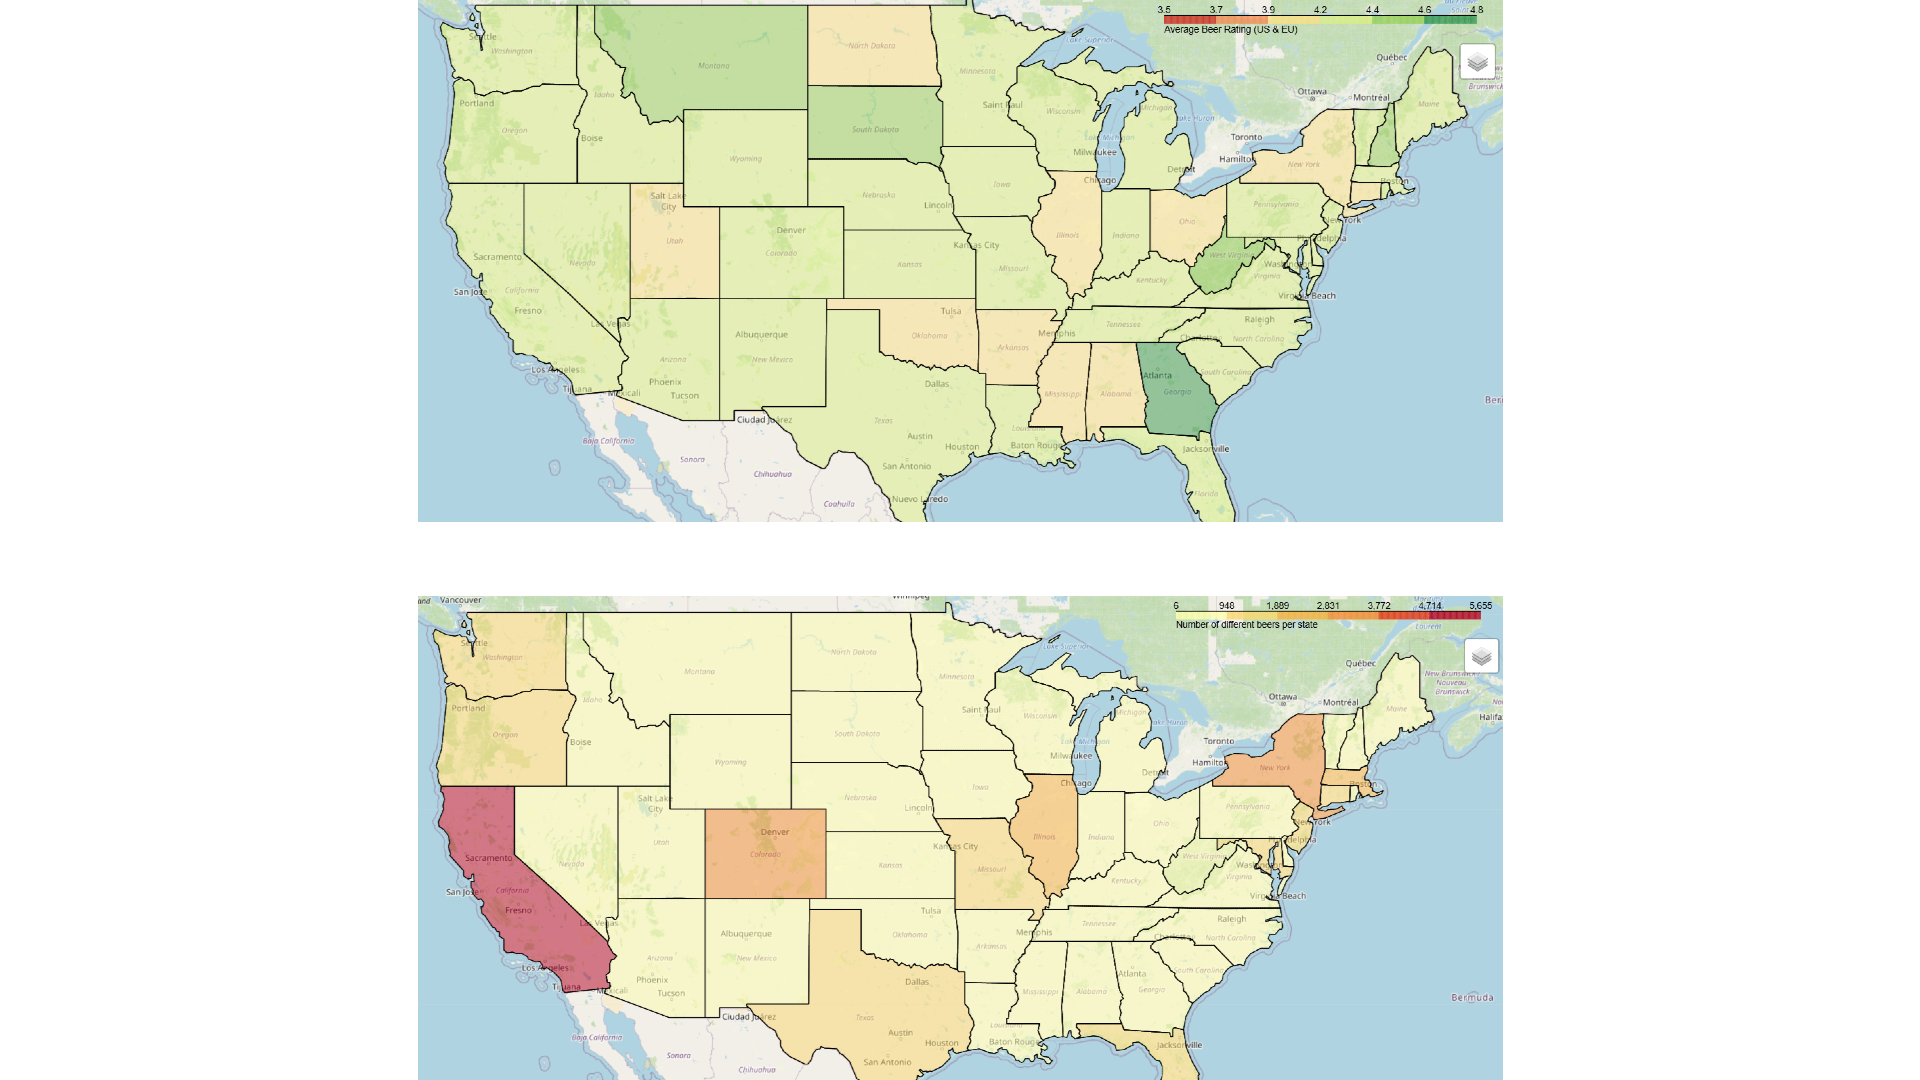 3.5 3.7 3.9 4.2 4.4 4.6 4.8
Average Beer Rating (US & EU)
Seattle
Washington
Montana
North Dakota
Minnesota
Lake Superior
Québec
Ottawa
Montréal
Brunswick
Idaho
Portland
Oregon
Boise
South Dakota
Saint Paul
Wisconsin
Michigan
Lake Huron
Maine
Toronto
Hamilton
Lake Michigan
Milwaukee
Wyoming
Chicago
Detroit
New York
Boston
Iowa
Nebraska
Lincoln
Salt Lake
City
Pennsylvania
New York
Denver
Utah
Colorado
Illinois
Indiana
Ohio
Philadelphia
Kansas City
Sacramento
Nevada
Kansas
Missouri
West Virginia
Washington
Virginia
San Jose
California
Kentucky
Virginia Beach
Fresno
Las Vegas
Tulsa
Raleigh
Albuquerque
Oklahoma
Memphis
Tennessee
Charlotte
North Carolina
Arizona
New Mexico
Arkansas
Los Angeles
Phoenix
Dallas
Atlanta
South Carolina
Tijuana
Mexicali
Tucson
Mississippi
Alabama
Georgia
Ber
Ciudad Juárez
Texas
Austin
Louisiana
Baja California
Houston
Baton Rouge
Jacksonville
Sonora
San Antonio
Chihuahua
Coahuila
Nuevo Laredo
Florida
and Vancouver
Winnipeg
6 948 1,889 2,831 3,772 4,714 5,655
Number of different beers per state
Laurent
Seattle
Washington
Montana
North Dakota
Minnesota
Lake Superior
Québec
New Brunswick
Nouveau
Brunswick
Idaho
Portland
Oregon
Boise
South Dakota
Saint Paul
Wisconsin
Michigan
Lake Huron
Ottawa
Montréal
Maine
Halifa
Toronto
Hamilton
Lake Michigan
Milwaukee
Wyoming
Chicago
Detroit
New York
Boston
Iowa
Nebraska
Lincoln
Salt Lake
City
Pennsylvania
New York
Denver
Utah
Colorado
Illinois
Indiana
Ohio
Philadelphia
Kansas City
Sacramento
Nevada
Kansas
Missouri
West Virginia
Washington
Virginia
San Jose
California
Kentucky
Virginia Beach
Fresno
Las Vegas
Tulsa
Raleigh
Albuquerque
Oklahoma
Memphis
Tennessee
Charlotte
North Carolina
Arizona
New Mexico
Arkansas
Los Angeles
Phoenix
Dallas
Atlanta
South Carolina
Tijuana
Mexicali
Tucson
Mississippi
Alabama
Georgia
Bermuda
Ciudad Juárez
Texas
Austin
Louisiana
Baja California
Houston
Baton Rouge
Jacksonville
Sonora
San Antonio
Chihuahua